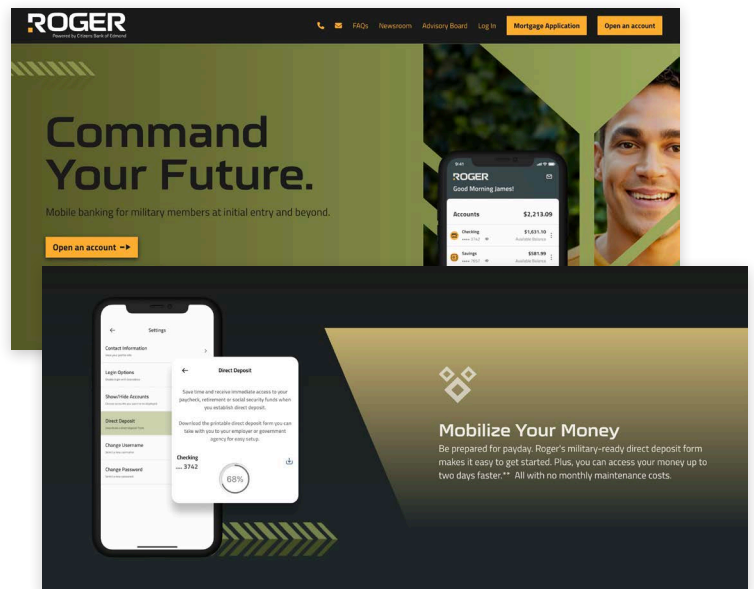 ROGER
Powered by Citizens Bank of Edmond
FAQs Newsroom Advisory Board Log In Mortgage Application Open an account
Command
Your Future.
Mobile banking for military members at initial entry and beyond.
Open an account
9:41
ROGER
Good Morning James!
Accounts $2,213.09
Checking $1,631.10
3742 Available Balance
Savings $581.99
Available Balance
Settings
Contact Information
Login Options
Show/Hide Accounts
Direct Deposit
Change Username
Change Password
Direct Deposit
Save time and receive immediate access to your
paycheck, retirement or social security funds when
you establish direct deposit.
Download the printable direct deposit form you can
take with you to your employer or government
agency for easy setup.
Checking
... 3742
68%
Mobilize Your Money
Be prepared for payday. Roger's military-ready direct deposit form
makes it easy to get started. Plus, you can access your money up to
two days faster.** All with no monthly maintenance costs.